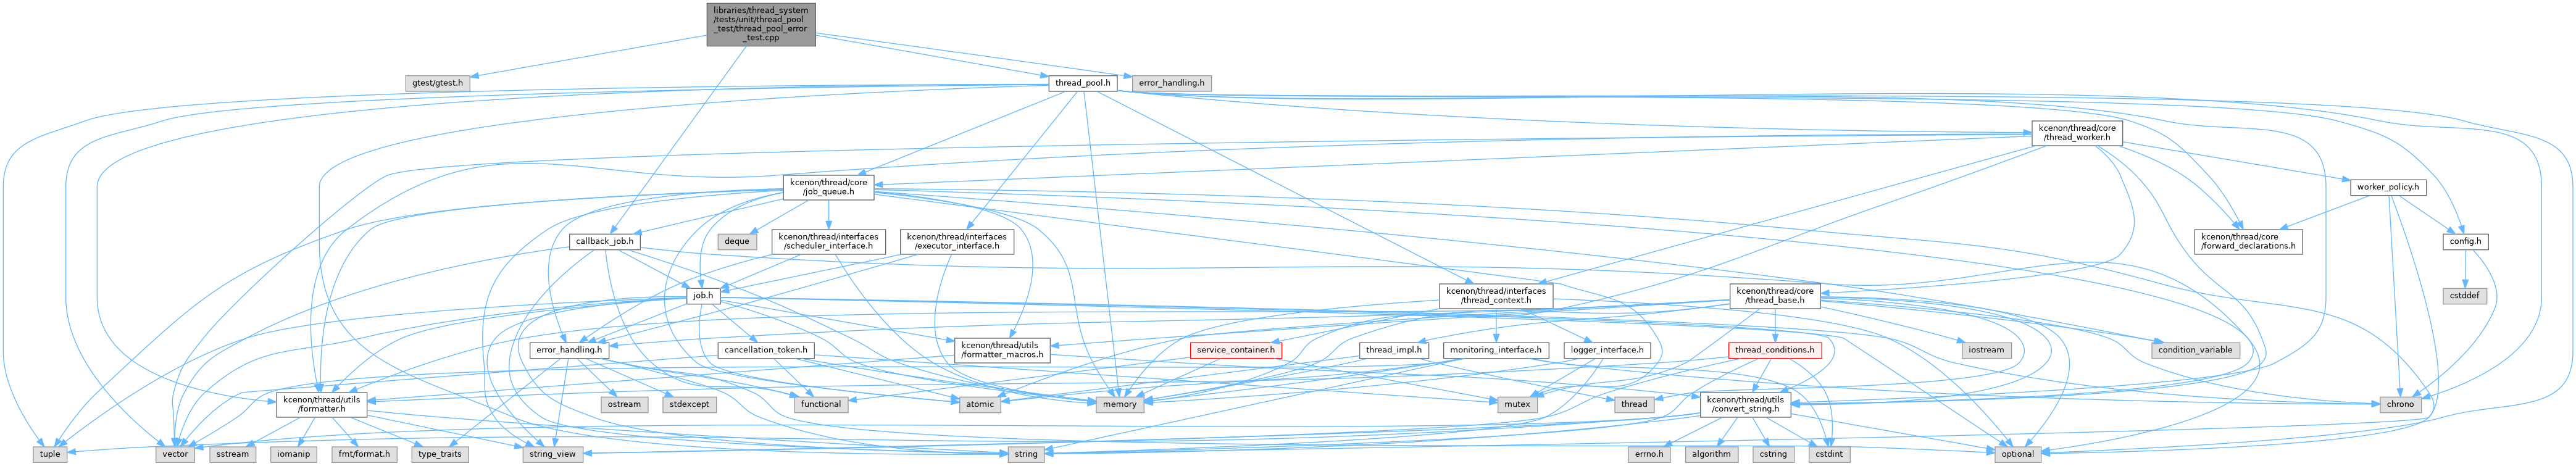 libraries/thread_system
/tests/unit/thread_pool
_test/thread_pool_error
_test.cpp
gtest/gtest.h
thread_pool.h
error_handling.h
kcenon/thread/core
/thread_worker.h
kcenon/thread/core
/job_queue.h
worker_policy.h
callback_job.h
deque
kcenon/thread/interfaces
/scheduler_interface.h
kcenon/thread/interfaces
/executor_interface.h
kcenon/thread/core
/forward_declarations.h
config.h
job.h
kcenon/thread/interfaces
/thread_context.h
kcenon/thread/core
/thread_base.h
cstddef
error_handling.h
cancellation_token.h
kcenon/thread/utils
/formatter_macros.h
service_container.h
thread_impl.h
monitoring_interface.h
logger_interface.h
thread_conditions.h
iostream
condition_variable
kcenon/thread/utils
/formatter.h
ostream
stdexcept
functional
atomic
memory
mutex
thread
kcenon/thread/utils
/convert_string.h
chrono
tuple
vector
sstream
iomanip
fmt/format.h
type_traits
string_view
string
errno.h
algorithm
cstring
cstdint
optional